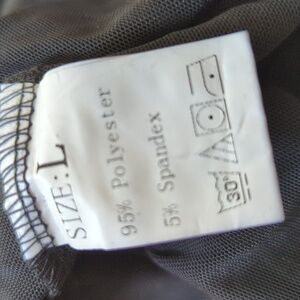 SIZE: L
95% Polyester
5% Spandex
30°